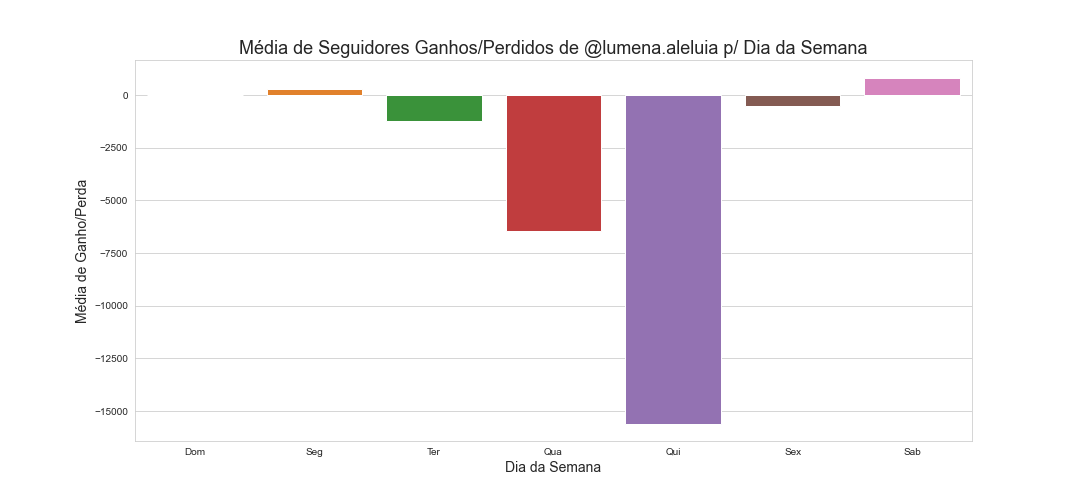 Média de Seguidores Ganhos/Perdidos de @lumena.aleluia p/ Dia da Semana
Média de Ganho/Perda
0
−2500
−5000
−7500
−10000
−12500
−15000
Dom Seg Ter Qua Qui Sex Sab
Dia da Semana